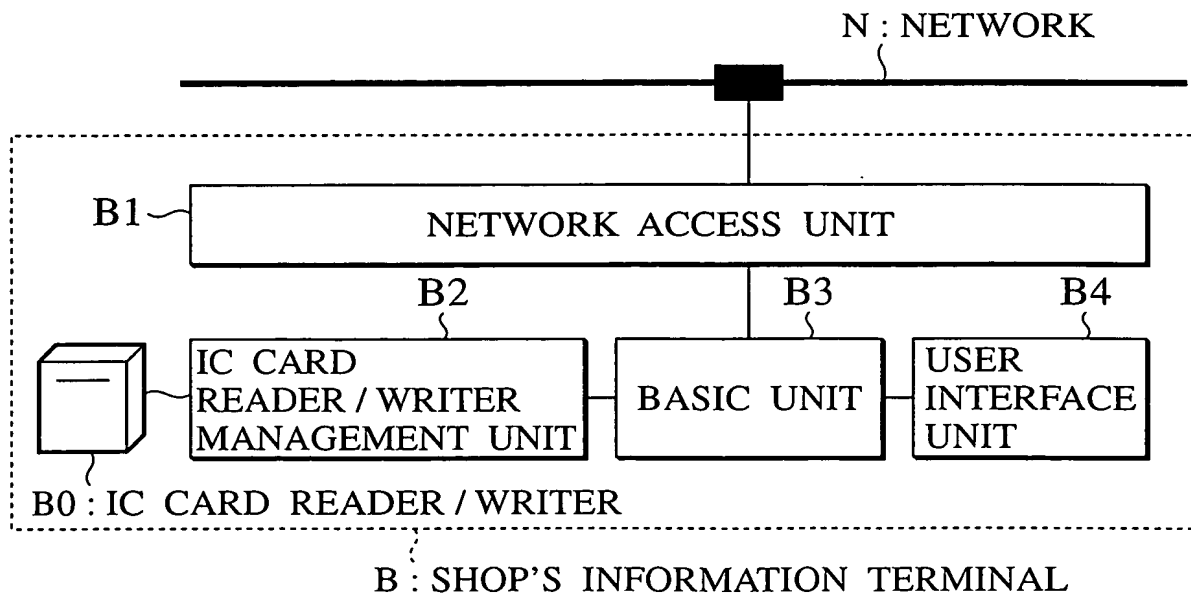 N : NETWORK
B1
NETWORK ACCESS UNIT
B2
B3
B4
IC CARD
READER / WRITER
MANAGEMENT UNIT
BASIC UNIT
USER
INTERFACE
UNIT
B0 : IC CARD READER / WRITER
B : SHOP'S INFORMATION TERMINAL